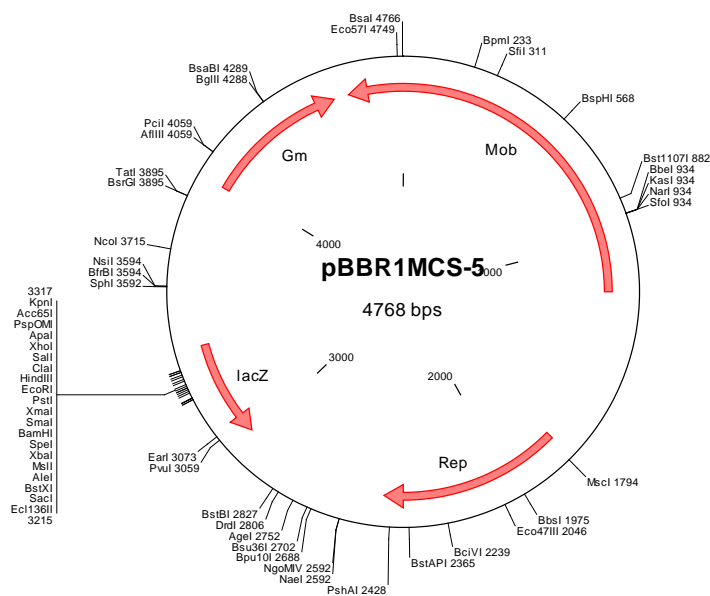 BsaI 4766
Eco57I 4749
BpmI 233
SfiI 311
BsaBI 4289
BglII 4288
BspHI 568
PciI 4059
AflIII 4059
Gm
Mob
Bst1107I 882
BbeI 934
KasI 934
NarI 934
SfoI 934
TatI 3895
BsrGI 3895
1
NcoI 3715
4000
NsiI 3594
BfrBI 3594
SphI 3592
pBBR1MCS-5
1000
4768 bps
3317
KpnI
Acc65I
PspOMI
ApaI
XhoI
SalI
ClaI
HindIII
EcoRI
PstI
XmaI
SmaI
BamHI
SpeI
XbaI
MslI
AleI
BstXI
SacI
Ecl136II
3215
3000
lacZ
2000
EarI 3073
PvuI 3059
Rep
MscI 1794
BstBI 2827
DrdI 2806
AgeI 2752
Bsu36I 2702
Bpu10I 2688
NgoMIV 2592
NaeI 2592
PshAI 2428
BbsI 1975
Eco47III 2046
BciVI 2239
BstAPI 2365